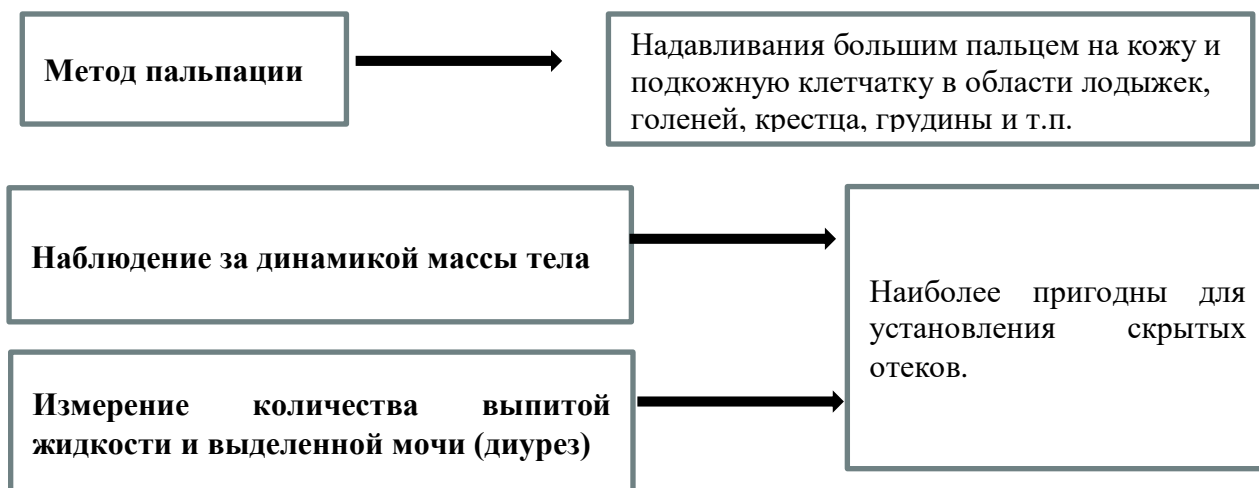 Метод пальпации
Надавливания большим пальцем на кожу и
подкожную клетчатку в области лодыжек,
голеней, крестца, грудины и т.п.
Наблюдение за динамикой массы тела
Наиболее пригодны для
установления скрытых
отеков.
Измерение количества выпитой
жидкости и выделенной мочи (диурез)